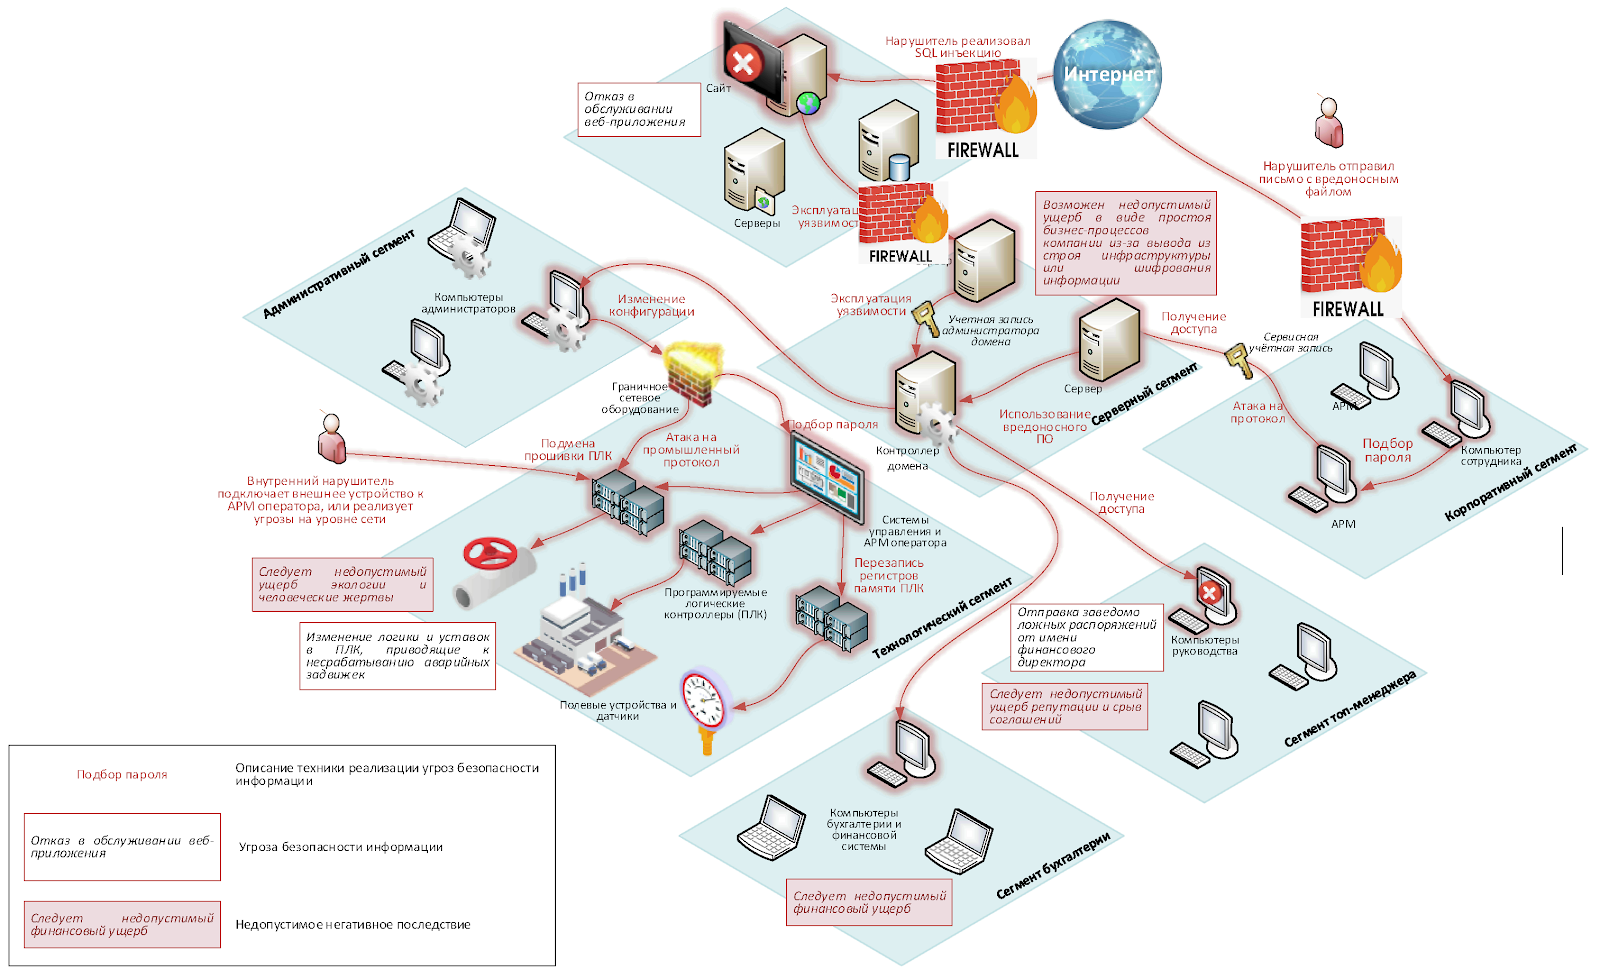 Нарушитель реализовал
SQL инъекцию
Интернет
Сайт
Отказ в
обслуживании
веб-приложения
FIREWALL
Нарушитель отправил
письмо с вредоносным
файлом
Серверы
Эксплуатац
уязвимост
FIREWALL
Возможен недопустимый
ущерб в виде простоя
бизнес-процессов
компании из-за вывода из
строя инфраструктуры
или шифрования
информации
FIREWALL
Административный сегмент
Компьютеры
администраторов
Изменение
конфигурации
Эксплуатация
уязвимости
Учетная запись
администратора
домена
Получение
доступа
Сервисная
учётная запись
Сервер
Серверный сегмент
Граничное
сетевое
оборудование
АРМ
Атака на
протокол
Подбор
пароля
Компьютер
сотрудника
АРМ
Корпоративный сегмент
Использование
вредоносного
ПО
Контроллер
домена
Подбор пароля
Подмена
прошивки ПЛК
Атака на
промышленный
протокол
Внутренний нарушитель
подключает внешнее устройство к
АРМ оператора, или реализует
угрозы на уровне сети
Получение
доступа
Системы
управления и
АРМ оператора
Перезапись
регистров
памяти ПЛК
Следует недопустимый
ущерб экологии и
человеческие жертвы
Программируемые
логические
контроллеры (ПЛК)
Технологический сегмент
Изменение логики и уставок
в ПЛК, приводящие к
несрабатыванию аварийных
задвижек
Полевые устройства и
датчики
Отправка заведомо
ложных распоряжений
от имени
финансового
директора
Компьютеры
руководства
Следует недопустимый
ущерб репутации и срыв
соглашений
Сегмент топ-менеджера
Компьютеры
бухгалтерии и
финансовой
системы
Сегмент бухгалтерии
Следует недопустимый
финансовый ущерб
Подбор пароля
Описание техники реализации угроз безопасности
информации
Отказ в обслуживании веб-
приложения
Угроза безопасности информации
Следует недопустимый
финансовый ущерб
Недопустимое негативное последствие